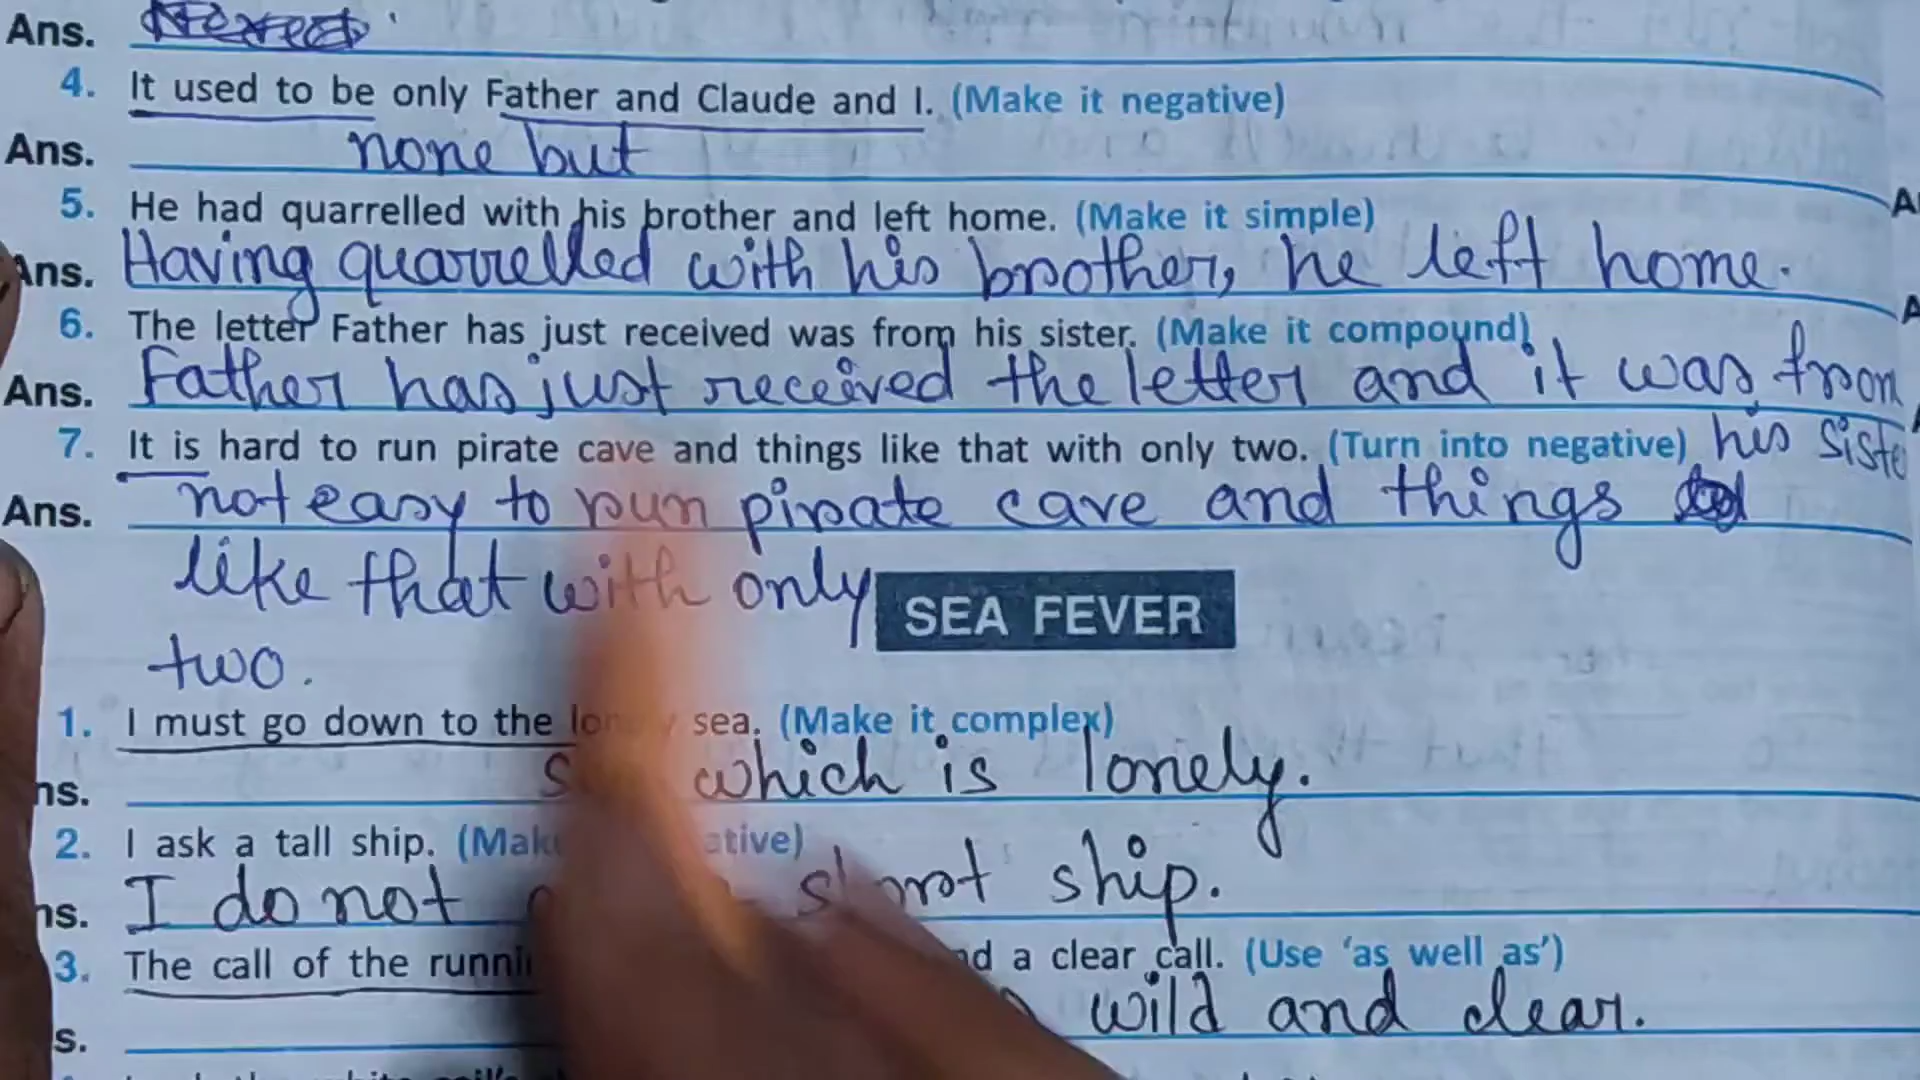 Ans.
4. It used to be only Father and Claude and I. (Make it negative)
Ans. none but
5. He had quarrelled with his brother and left home. (Make it simple)
Ans. Having quarrelled with his brother, he left home.
6. The letter Father has just received was from his sister. (Make it compound)
Ans. Father has just received the letter and it was from
his siste
7. It is hard to run pirate cave and things like that with only two. (Turn into negative)
Ans. not easy to run pirate cave and things
like that with only
two.
SEA FEVER
1. I must go down to the sea. (Make it complex)
ns. which is lonely.
2. I ask a tall ship.
ns. I do not short ship.
3. The call of the a clear call. (Use 'as well as')
wild and clear.
s.